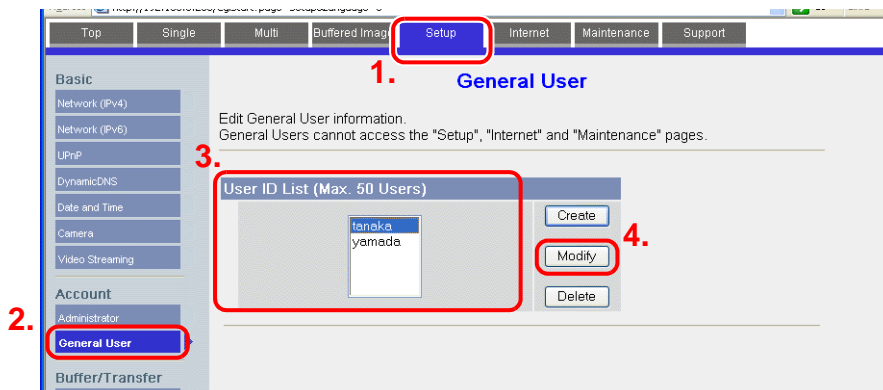 Top Single Multi Buffered Image Setup Internet Maintenance Support
1.
General User
Basic
Network (IPv4)
Network (IPv6)
UPnP
DynamicDNS
Date and Time
Camera
Video Streaming
Account
Administrator
2.
General User
Buffer/Transfer
Edit General User information.
General Users cannot access the "Setup", "Internet" and "Maintenance" pages.
3.
User ID List (Max. 50 Users)
tanaka
yamada
Create
4.
Modify
Delete